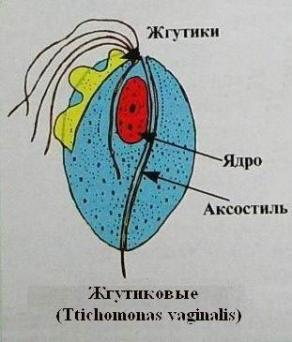 Жгутики
Ядро
Аксостиль
Жгутиковые
(Ttichomonas vaginalis)